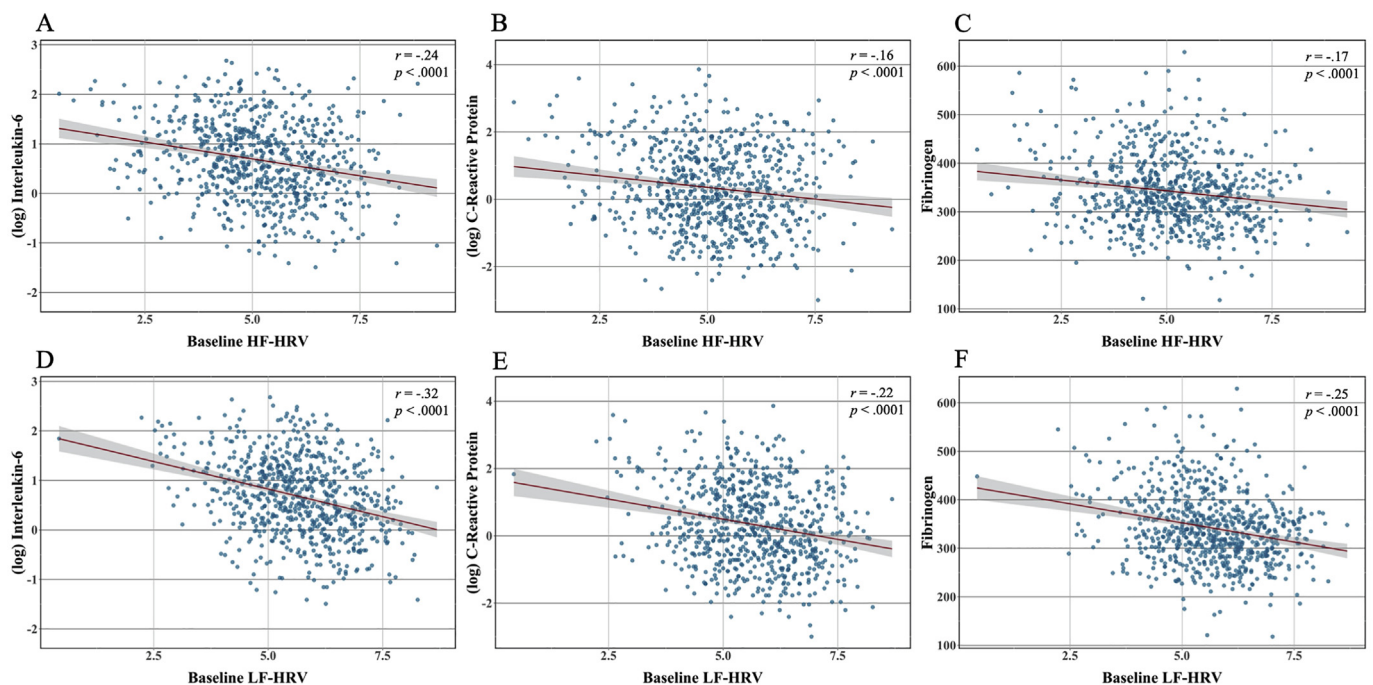 A
r = -.24
p < .0001
(log) Interleukin-6
3
2
1
0
-1
-2
2.5
5.0
7.5
Baseline HF-HRV
B
r = -.16
p < .0001
(log) C-Reactive Protein
4
2
0
-2
2.5
5.0
7.5
Baseline HF-HRV
C
r = -.17
p < .0001
Fibrinogen
600
500
400
300
200
100
2.5
5.0
7.5
Baseline HF-HRV
D
r = -.32
p < .0001
(log) Interleukin-6
3
2
1
0
-1
-2
2.5
5.0
7.5
Baseline LF-HRV
E
r = -.22
p < .0001
(log) C-Reactive Protein
4
2
0
-2
2.5
5.0
7.5
Baseline LF-HRV
F
r = -.25
p < .0001
Fibrinogen
600
500
400
300
200
100
2.5
5.0
7.5
Baseline LF-HRV